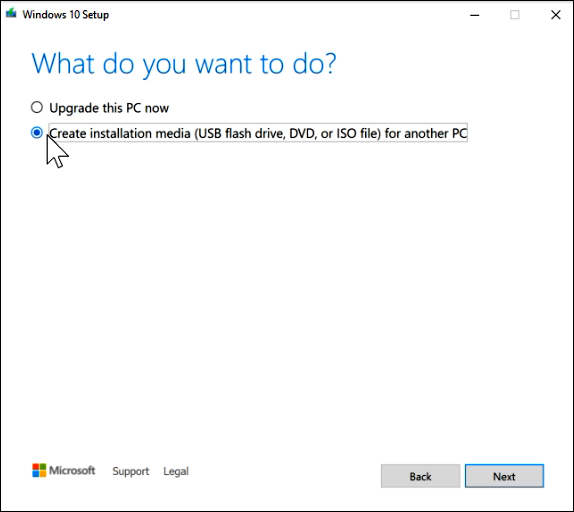 Windows 10 Setup
What do you want to do?
Upgrade this PC now
Create installation media (USB flash drive, DVD, or ISO file) for another PC
Microsoft Support Legal
Back Next